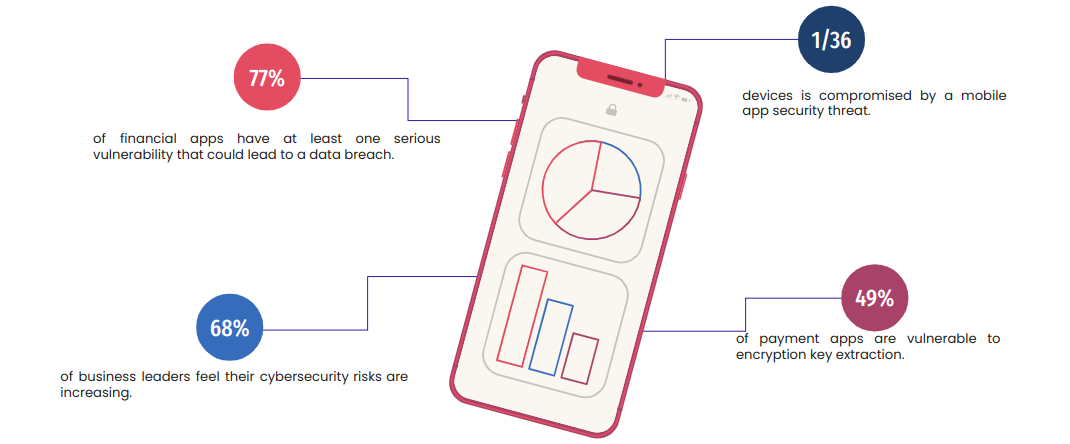 77%
of financial apps have at least one serious
vulnerability that could lead to a data breach.
1/36
devices is compromised by a mobile
app security threat.
68%
of business leaders feel their cybersecurity risks are
increasing.
49%
of payment apps are vulnerable to
encryption key extraction.